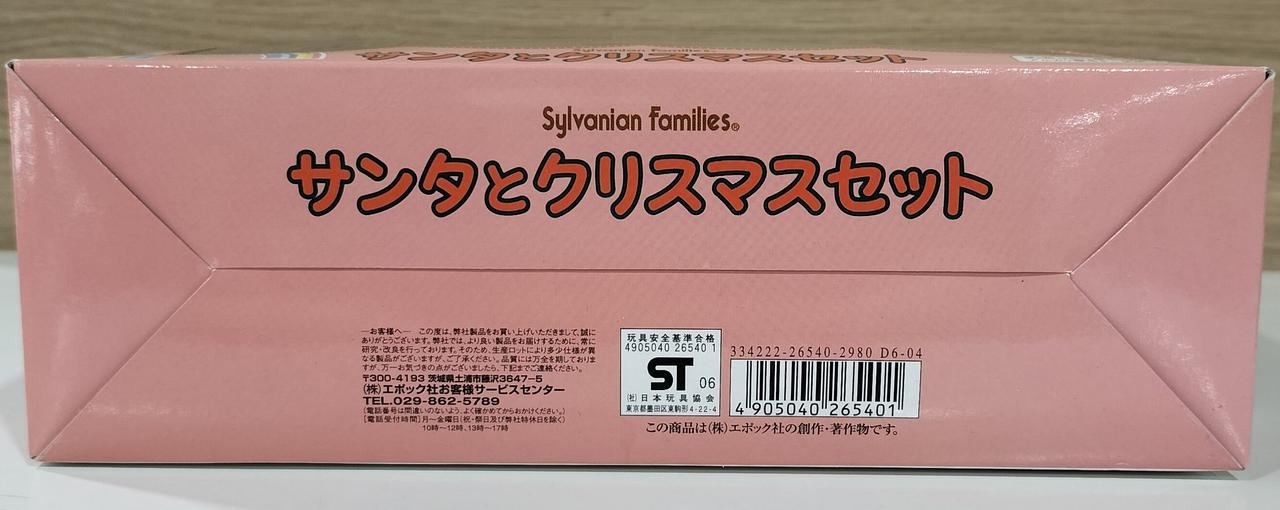 Sylvanian Families®
サンタとクリスマスセット
Sylvanian Families®
サンタとクリスマスセット
―お客様へ― この度は、弊社製品をお買い上げいただきまして、誠に
ありがとうございます。弊社では、より良い製品をお届けするために、常に
研究・改良を行っております。そのため、生産ロットにより多少仕様が異
なる製品がございますが、ご了承ください。品質には万全を期しておりま
すが、万一お気づきの点がございましたら、下記までご連絡ください。
〒300-4193 茨城県土浦市藤沢3647-5
(株)エポック社お客様サービスセンター
TEL.029-862-5789
[電話番号は間違いのないよう、よく確かめてからおかけください。]
[電話受付時間]月〜金曜日(祝・祭日及び弊社特休日を除く)
10時〜12時、13時〜17時
玩具安全基準合格
4905040 26540 1
ST 06
(社)日本玩具協会
東京都墨田区東駒形4-22-4
334222-26540-2980 D6-04
4 905040 265401
この商品は(株)エポック社の創作・著作物です。